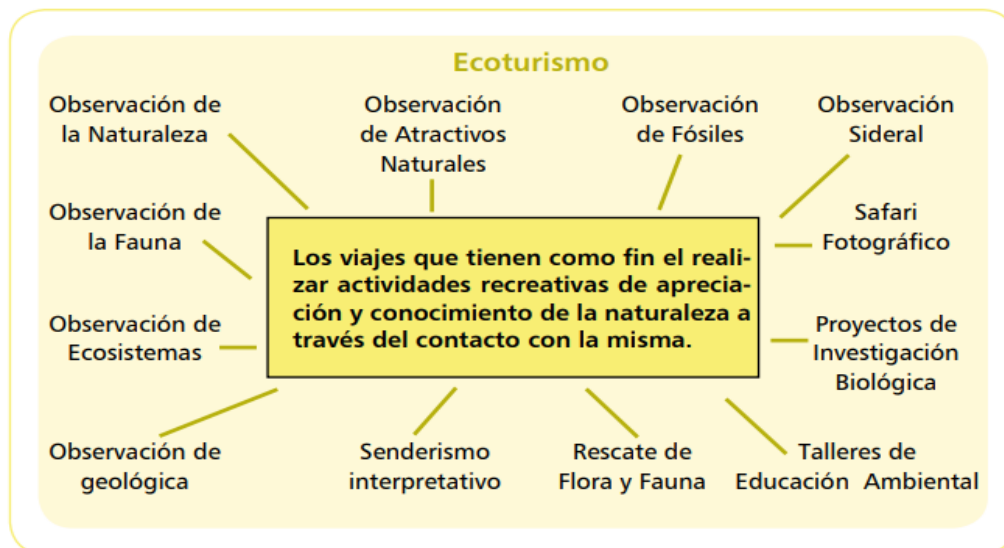 Ecoturismo
Observación de
la Naturaleza
Observación
de Atractivos
Naturales
Observación
de Fósiles
Observación
Sideral
Observación de
la Fauna
Safari
Fotográfico
Los viajes que tienen como fin el reali-
zar actividades recreativas de aprecia-
ción y conocimiento de la naturaleza a
través del contacto con la misma.
Observación de
Ecosistemas
Proyectos de
Investigación
Biológica
Observación de
geológica
Senderismo
interpretativo
Rescate de
Flora y Fauna
Talleres de
Educación Ambiental